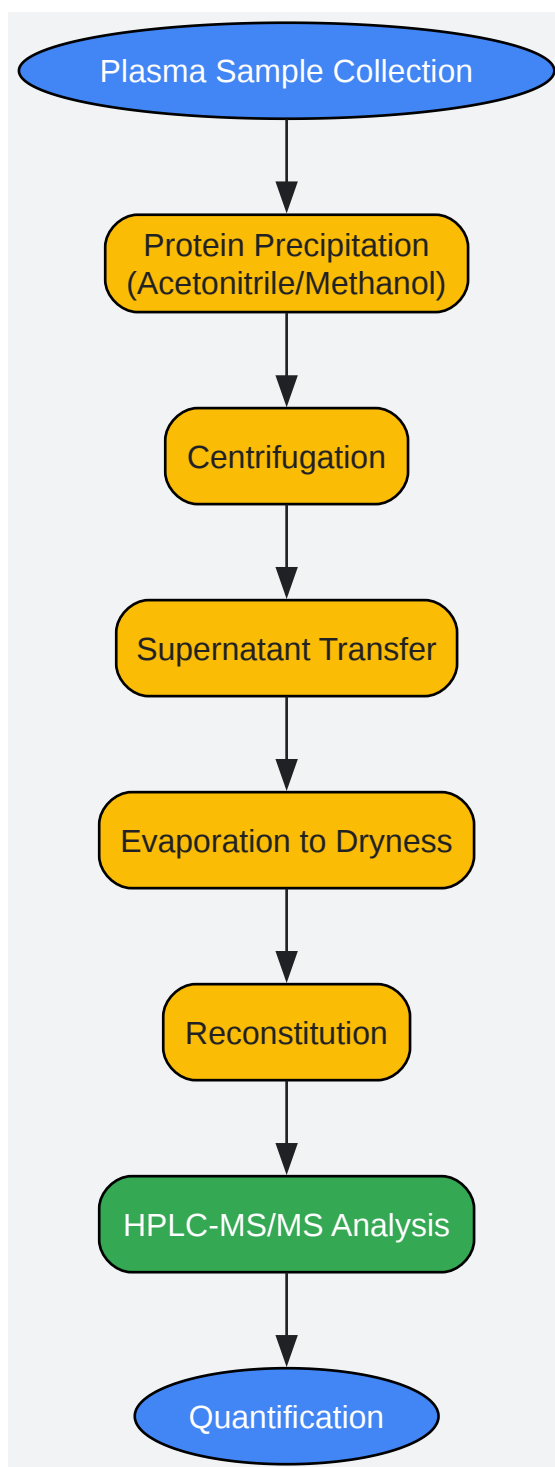 Plasma Sample Collection
Protein Precipitation
(Acetonitrile/Methanol)
Centrifugation
Supernatant Transfer
Evaporation to Dryness
Reconstitution
HPLC-MS/MS Analysis
Quantification